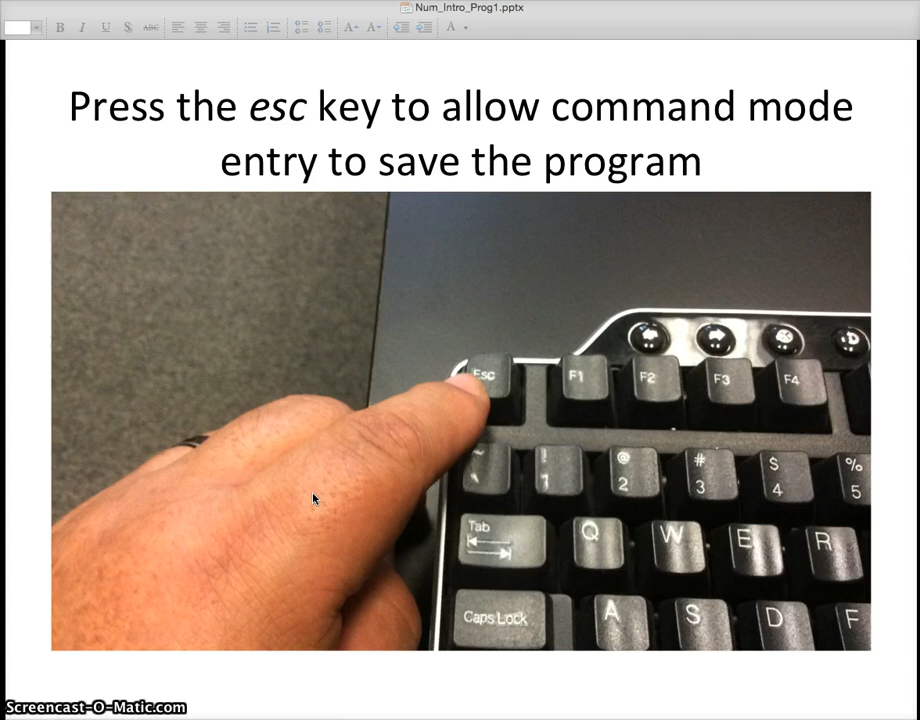 Num_Intro_Prog1.pptx
B I U S ABC A A A
Press the esc key to allow command mode
entry to save the program
Esc F1 F2 F3 F4
~ ! @ # $ %
` 1 2 3 4 5
Tab Q W E R
Caps Lock A S D F
Screencast-O-Matic.com